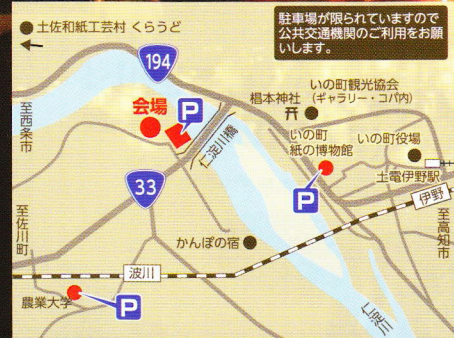 土佐和紙工芸村 くらうど
駐車場が限られていますので
公共交通機関のご利用をお願
いします。
194
会場
P
いの町観光協会
椙本神社 (ギャラリー・コパ内)
至西条市
仁淀川橋
いの町
紙の博物館
いの町役場
土電伊野駅
33
P
伊野
至佐川町
かんぽの宿
至高知市
波川
農業大学
P
仁淀川